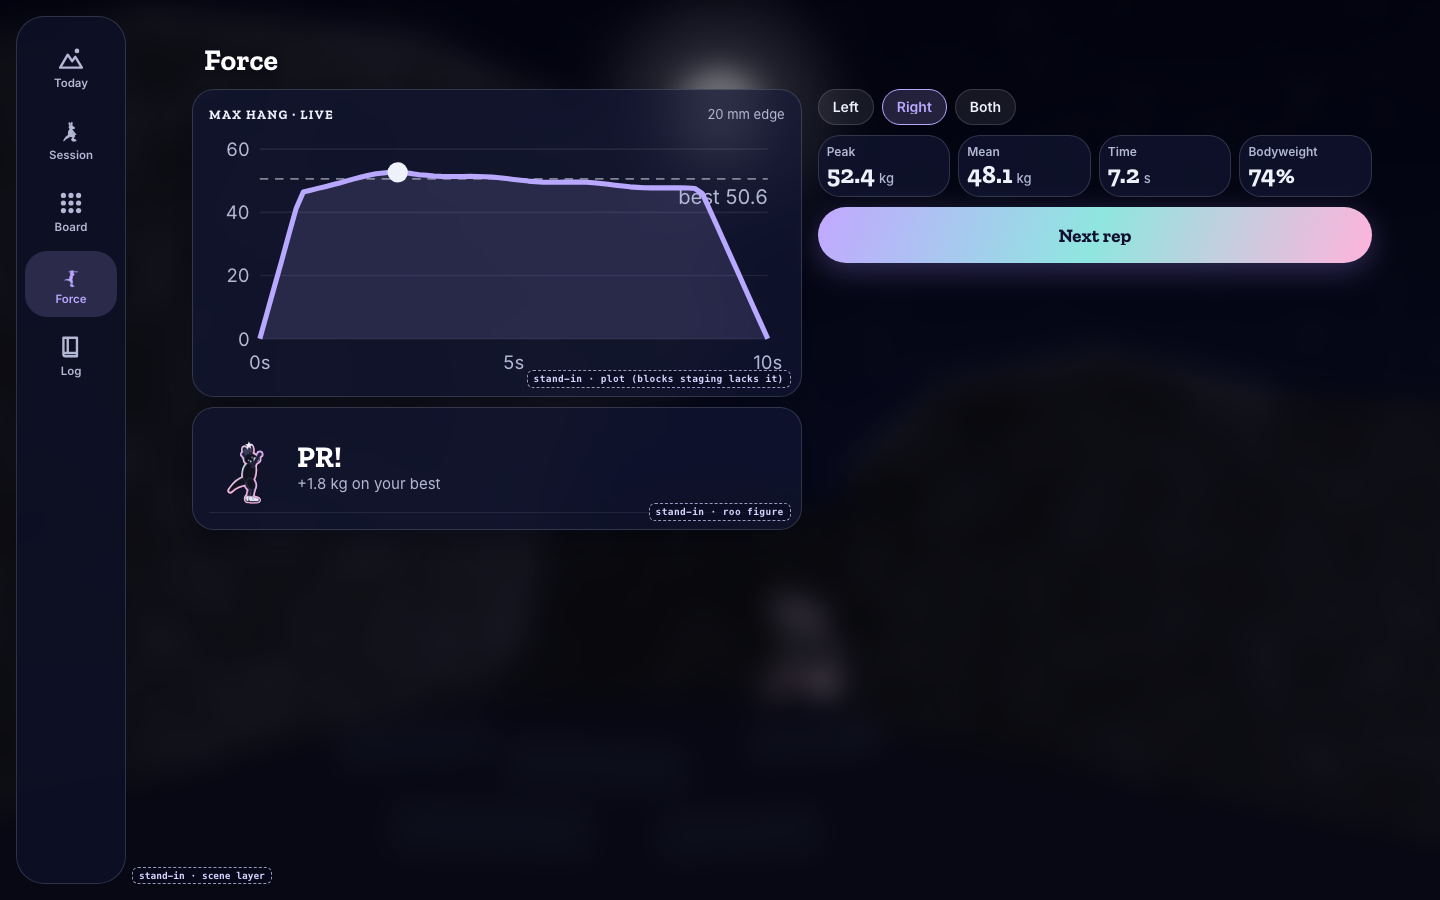 Today
Session
Board
Force
Log
Force
MAX HANG · LIVE
20 mm edge
60
40
20
0
best 50.6
0s
5s
10s
stand-in · plot (blocks staging lacks it)
PR!
+1.8 kg on your best
stand-in · roo figure
Left
Right
Both
Peak
52.4 kg
Mean
48.1 kg
Time
7.2 s
Bodyweight
74%
Next rep
stand-in · scene layer